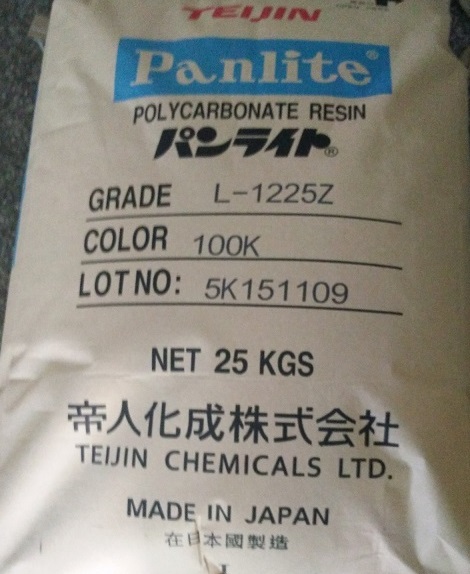 TEIJIN
Panlite®
POLYCARBONATE RESIN
パンライト®
GRADE L-1225Z
COLOR 100K
LOT NO: 5K151109
NET 25 KGS
帝人化成株式会社
TEIJIN CHEMICALS LTD.
MADE IN JAPAN
在日本國製造